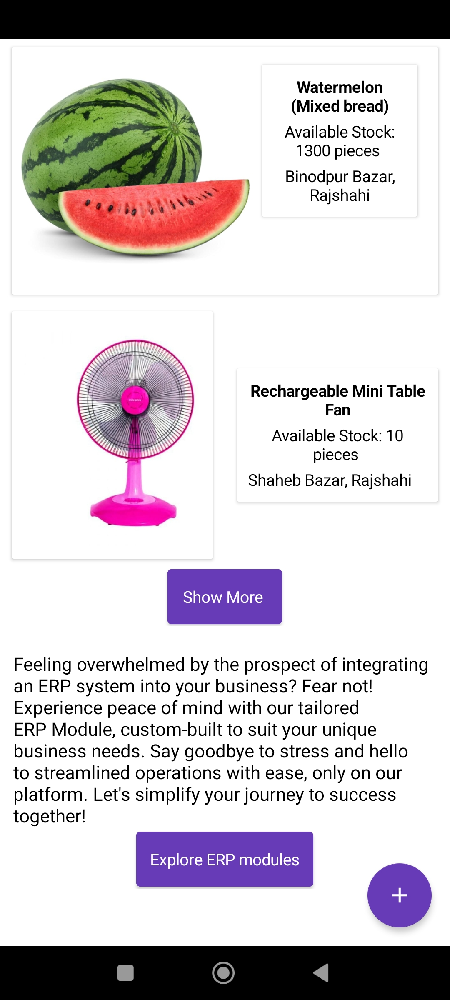 Watermelon
(Mixed bread)
Available Stock:
1300 pieces
Binodpur Bazar,
Rajshahi
CONION
Rechargeable Mini Table
Fan
Available Stock: 10
pieces
Shaheb Bazar, Rajshahi
Show More
Feeling overwhelmed by the prospect of integrating
an ERP system into your business? Fear not!
Experience peace of mind with our tailored
ERP Module, custom-built to suit your unique
business needs. Say goodbye to stress and hello
to streamlined operations with ease, only on our
platform. Let's simplify your journey to success
together!
Explore ERP modules
+